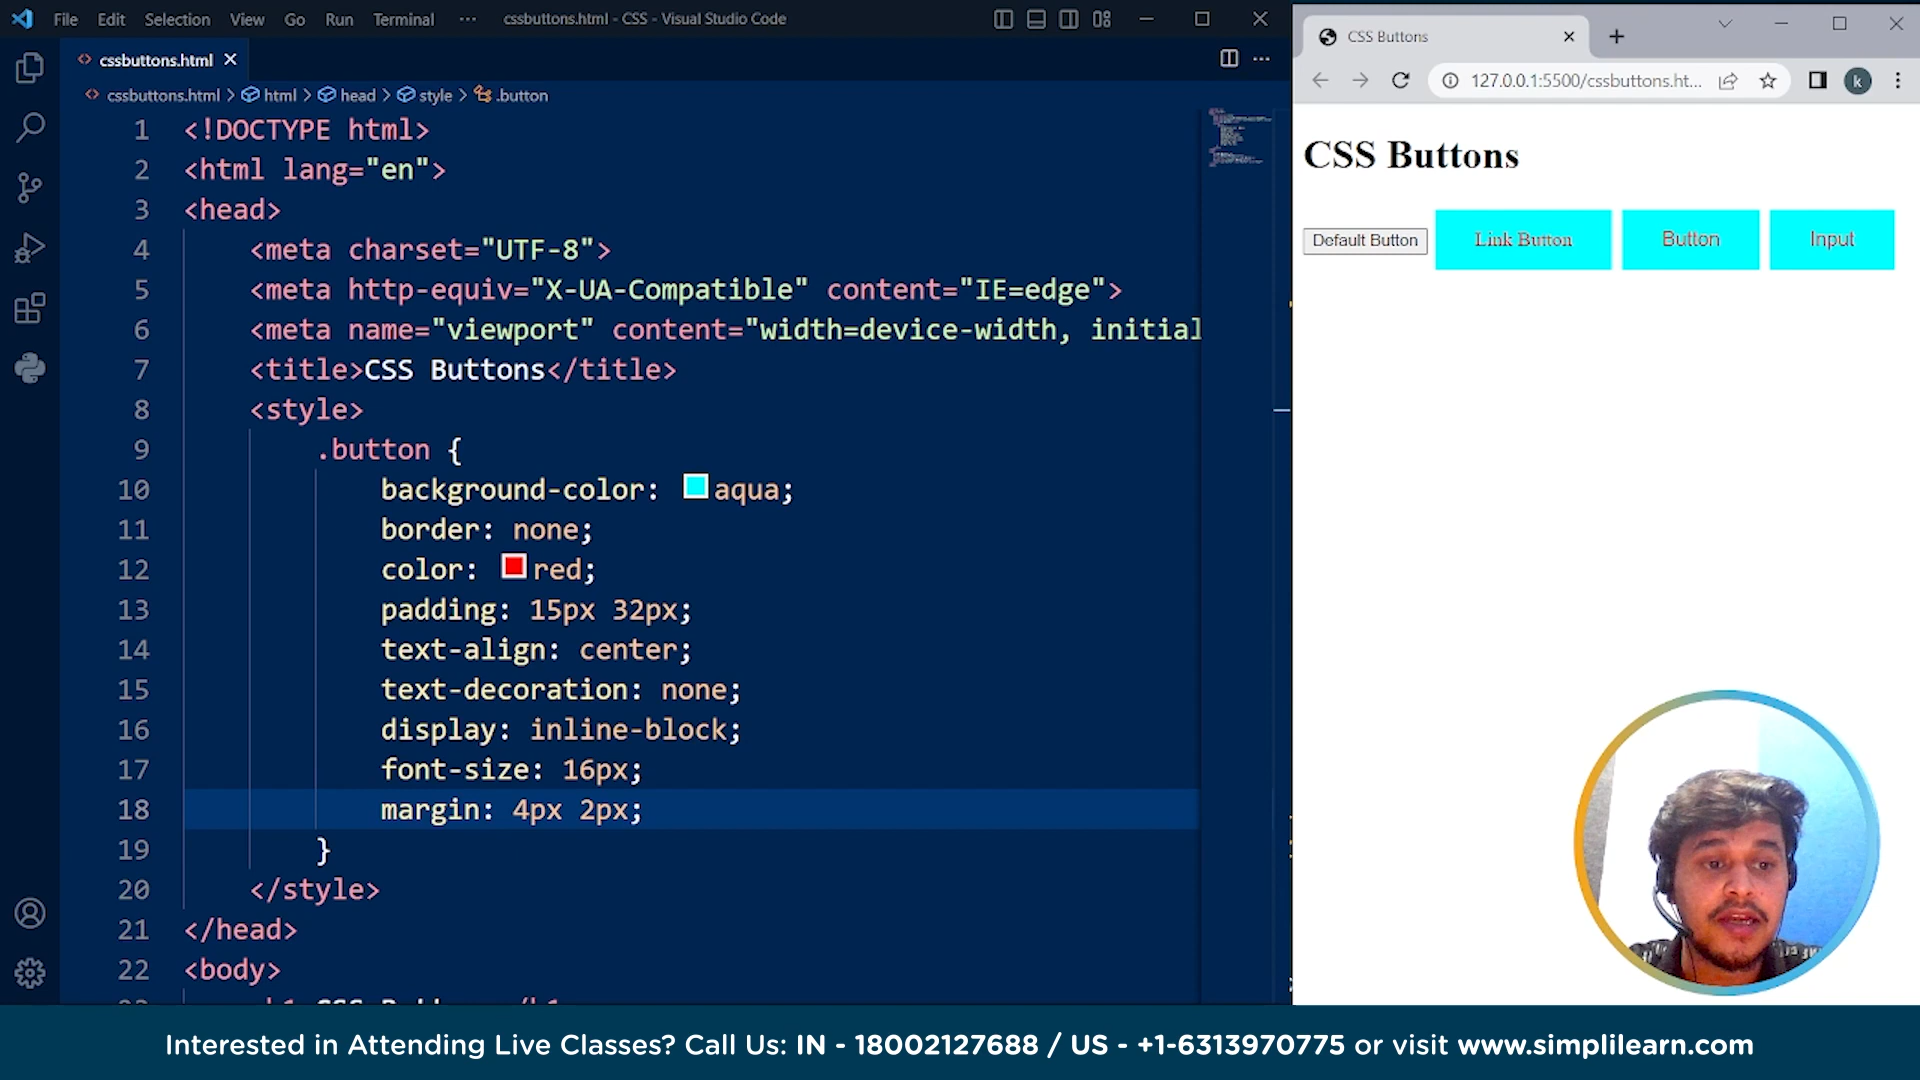 File Edit Selection View Go Run Terminal ··· cssbuttons.html - CSS - Visual Studio Code
cssbuttons.html
cssbuttons.html > html > head > style > .button
1 <!DOCTYPE html>
2 <html lang="en">
3 <head>
4 <meta charset="UTF-8">
5 <meta http-equiv="X-UA-Compatible" content="IE=edge">
6 <meta name="viewport" content="width=device-width, initial
7 <title>CSS Buttons</title>
8 <style>
9 .button {
10 background-color: aqua;
11 border: none;
12 color: red;
13 padding: 15px 32px;
14 text-align: center;
15 text-decoration: none;
16 display: inline-block;
17 font-size: 16px;
18 margin: 4px 2px;
19 }
20 </style>
21 </head>
22 <body>
CSS Buttons
127.0.0.1:5500/cssbuttons.ht...
k
CSS Buttons
Default Button Link Button Button Input
Interested in Attending Live Classes? Call Us: IN - 18002127688 / US - +1-6313970775 or visit www.simplilearn.com